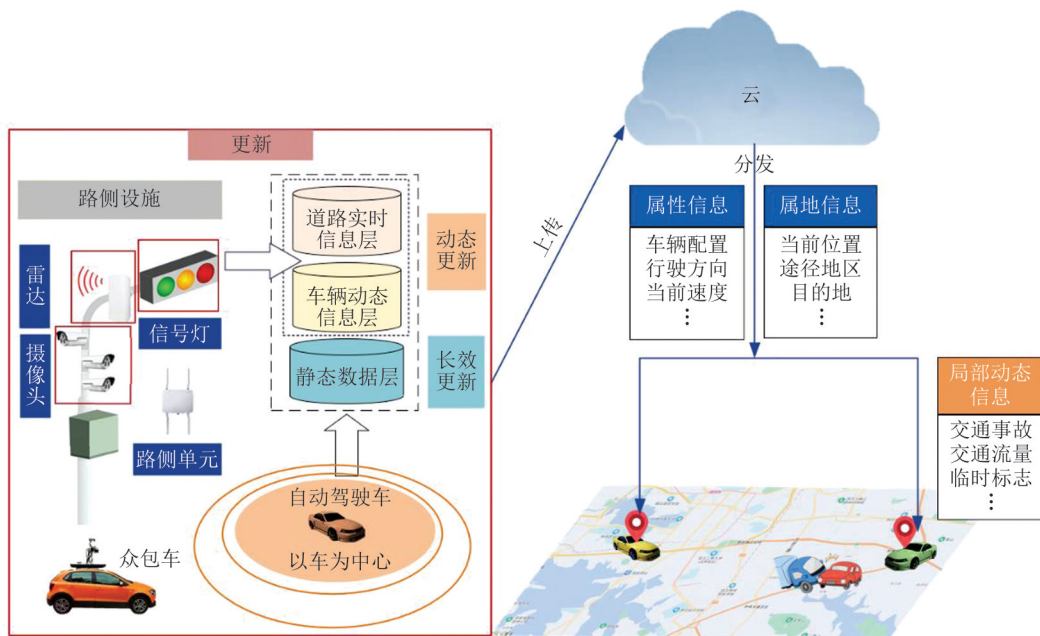 更新
路侧设施
雷达
摄像头
信号灯
路侧单元
众包车
道路实时
信息层
车辆动态
信息层
静态数据层
动态
更新
长效
更新
自动驾驶车
以车为中心
上传
云
分发
属性信息
车辆配置
行驶方向
当前速度
⋮
属地信息
当前位置
途径地区
目的地
⋮
局部动态
信息
交通事故
交通流量
临时标志
⋮